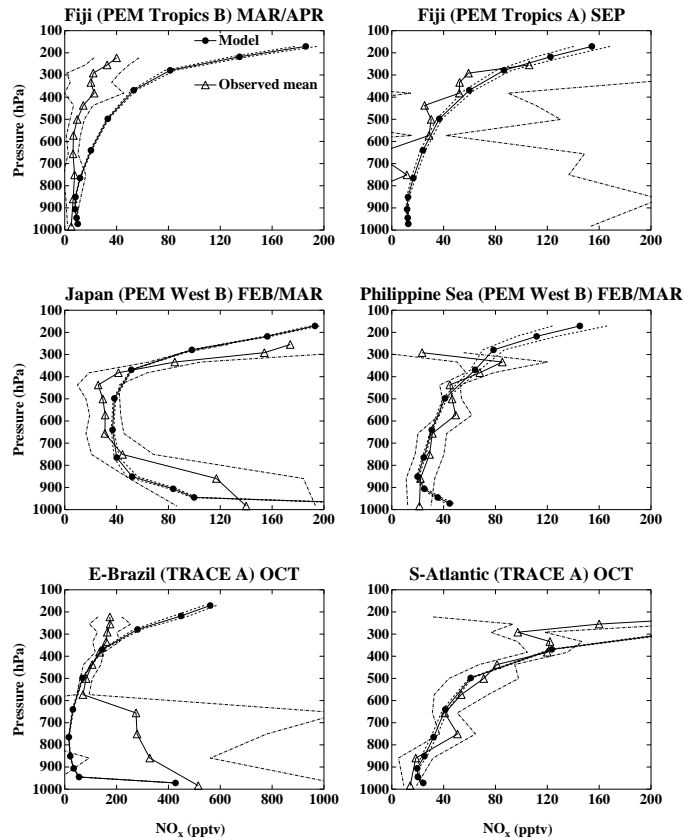 Fiji (PEM Tropics B) MAR/APR
Fiji (PEM Tropics A) SEP
Model
Observed mean
Pressure (hPa)
100
200
300
400
500
600
700
800
900
1000
0 40 80 120 160 200
Pressure (hPa)
100
200
300
400
500
600
700
800
900
1000
0 40 80 120 160 200
Japan (PEM West B) FEB/MAR
Philippine Sea (PEM West B) FEB/MAR
Pressure (hPa)
100
200
300
400
500
600
700
800
900
1000
0 40 80 120 160 200
Pressure (hPa)
100
200
300
400
500
600
700
800
900
1000
0 40 80 120 160 200
E-Brazil (TRACE A) OCT
S-Atlantic (TRACE A) OCT
Pressure (hPa)
100
200
300
400
500
600
700
800
900
1000
0 200 400 600 800 1000
NOx (pptv)
Pressure (hPa)
100
200
300
400
500
600
700
800
900
1000
0 40 80 120 160 200
NOx (pptv)